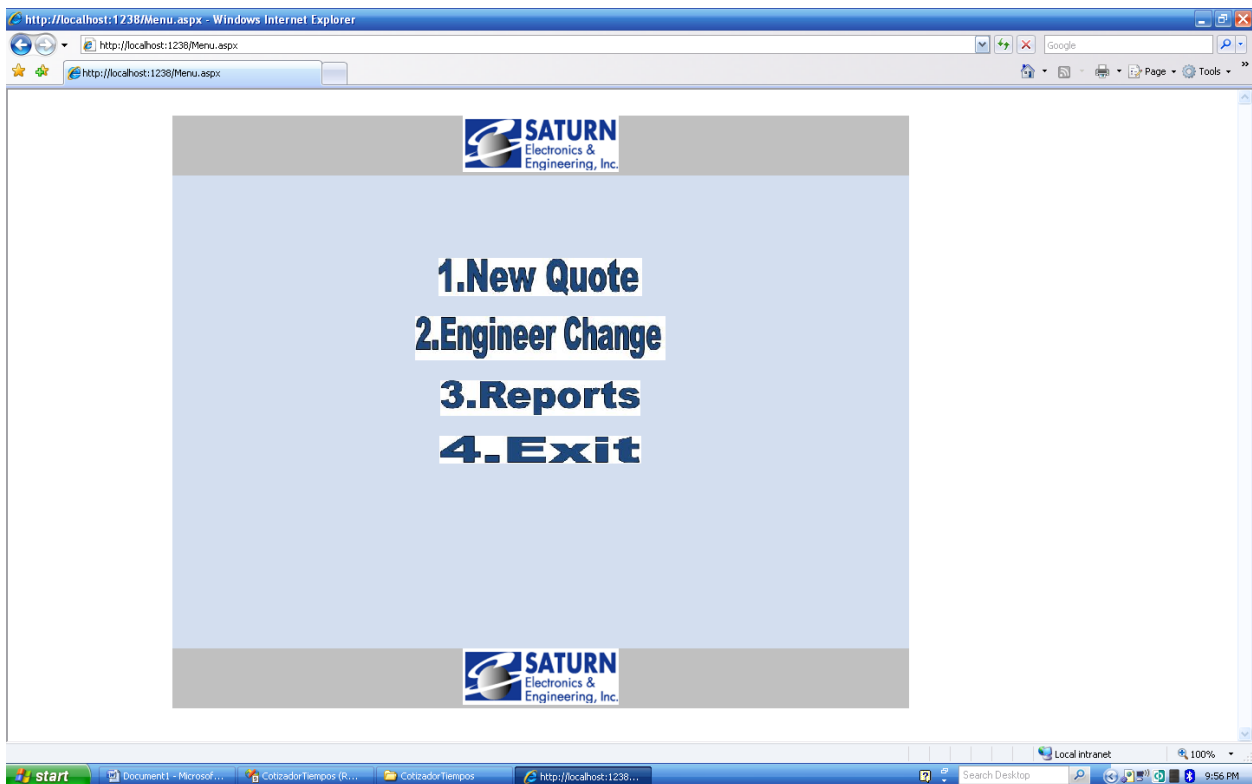 http://localhost:1238/Menu.aspx - Windows Internet Explorer
http://localhost:1238/Menu.aspx
Google
http://localhost:1238/Menu.aspx
Page
Tools
SATURN
Electronics &
Engineering, Inc.
1.New Quote
2.Engineer Change
3.Reports
4.Exit
SATURN
Electronics &
Engineering, Inc.
Local intranet
100%
start
Document1 - Microsof...
CotizadorTiempos (R...
CotizadorTiempos
http://localhost:1238...
Search Desktop
9:56 PM